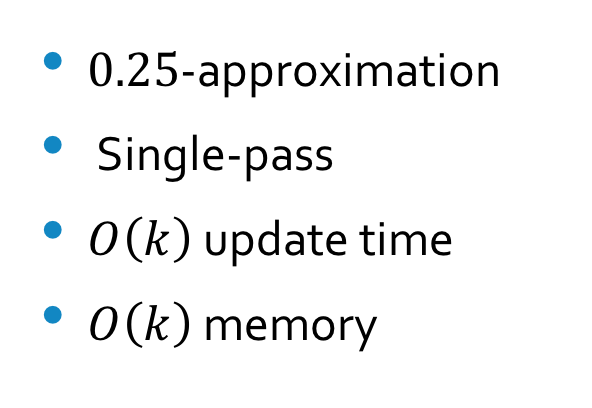 • 0.25-approximation
• Single-pass
• O(k) update time
• O(k) memory